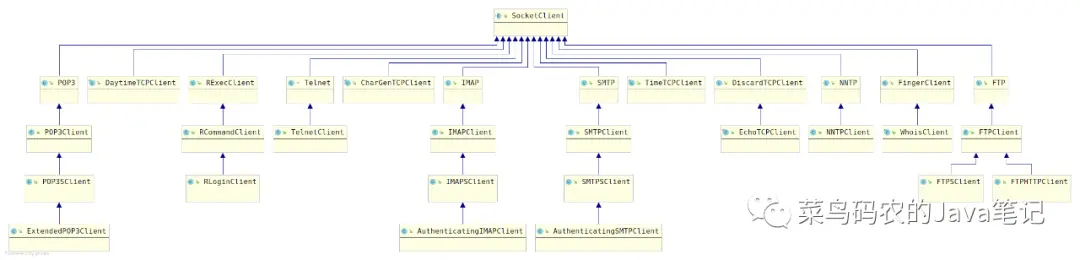 SocketClient
POP3
DaytimeTCPClient
RExecClient
Telnet
CharGenTCPClient
IMAP
SMTP
TimeTCPClient
DiscardTCPClient
NNTP
FingerClient
FTP
POP3Client
RCommandClient
TelnetClient
IMAPClient
SMTPClient
EchoTCPClient
NNTPClient
WhoisClient
FTPClient
POP3SClient
RLoginClient
IMAPSClient
SMTPSClient
FTPSClient
FTPHTTPClient
菜鸟码农的Java笔记
ExtendedPOP3Client
AuthenticatingIMAPClient
AuthenticatingSMTPClient